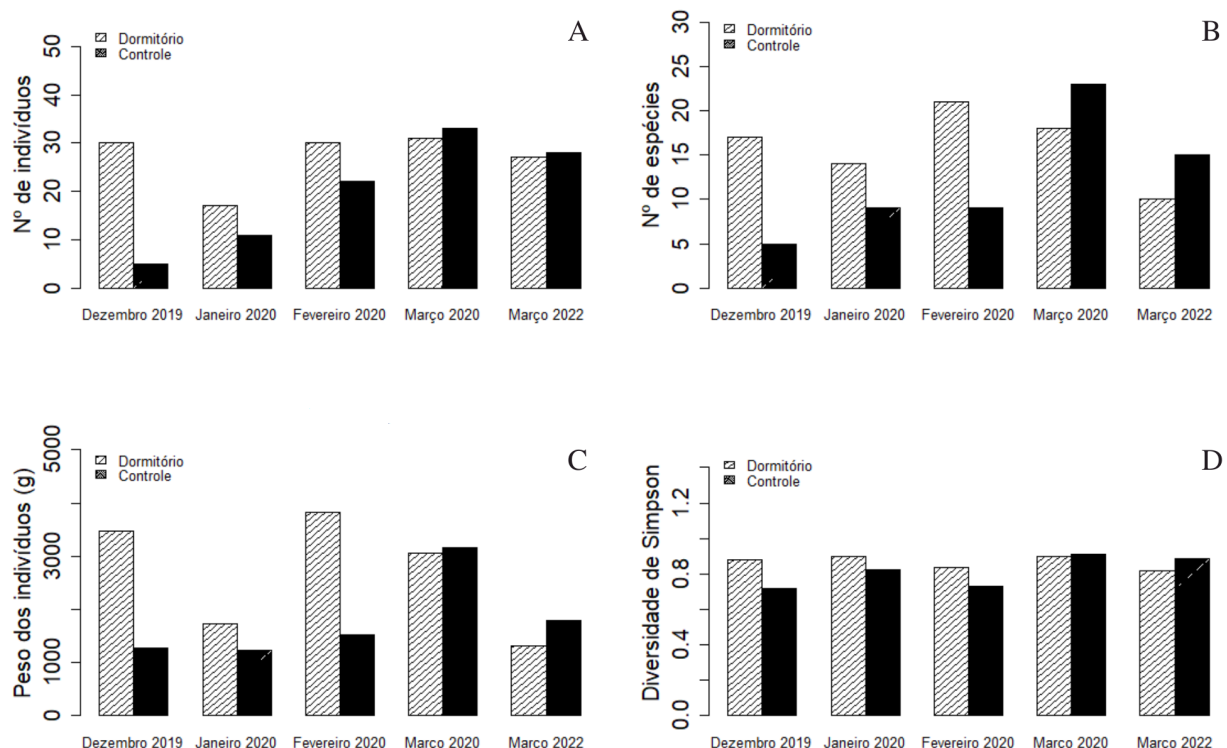 A
Dormitório
Controle
Nº de indivíduos
50
40
30
20
10
0
Dezembro 2019 Janeiro 2020 Fevereiro 2020 Março 2020 Março 2022
B
Dormitório
Controle
Nº de espécies
30
25
20
15
10
5
0
Dezembro 2019 Janeiro 2020 Fevereiro 2020 Março 2020 Março 2022
C
Dormitório
Controle
Peso dos indivíduos (g)
5000
3000
1000
0
Dezembro 2019 Janeiro 2020 Fevereiro 2020 Março 2020 Março 2022
D
Dormitório
Controle
Diversidade de Simpson
1.2
0.8
0.4
0.0
Dezembro 2019 Janeiro 2020 Fevereiro 2020 Março 2020 Março 2022